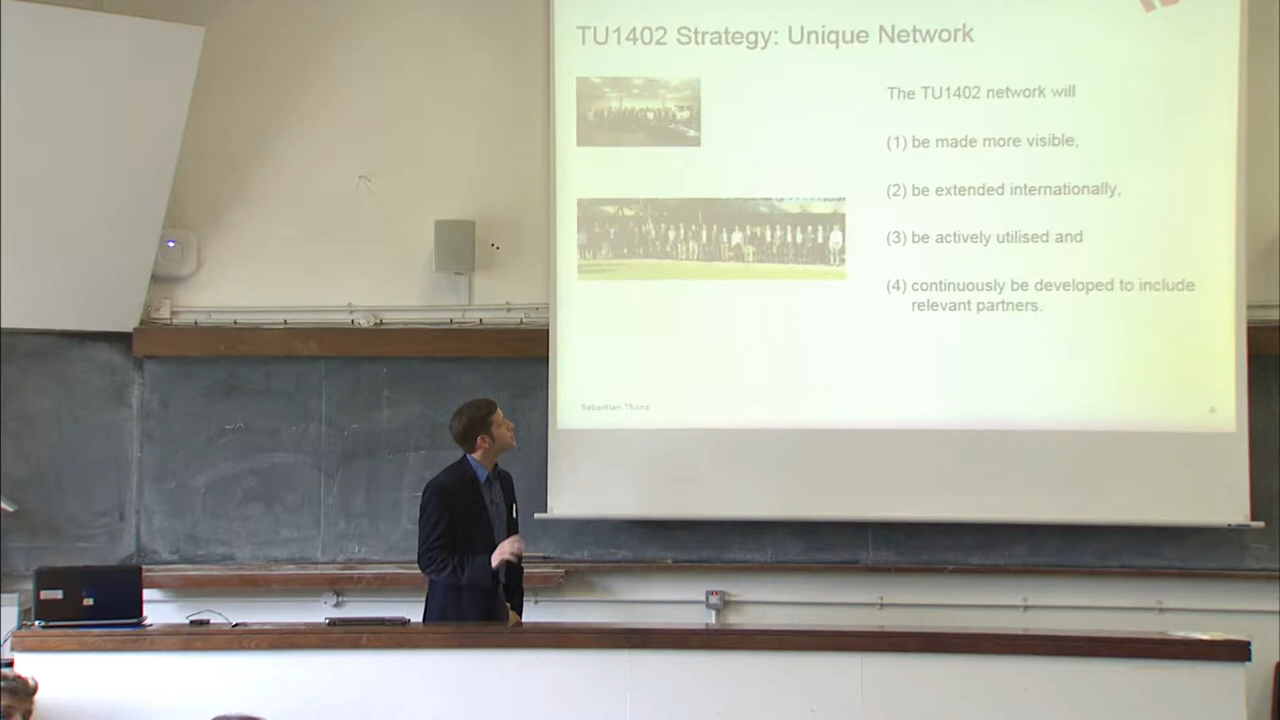 TU1402 Strategy: Unique Network
The TU1402 network will
(1) be made more visible,
(2) be extended internationally,
(3) be actively utilised and
(4) continuously be developed to include
relevant partners.
Sebastian Thöns